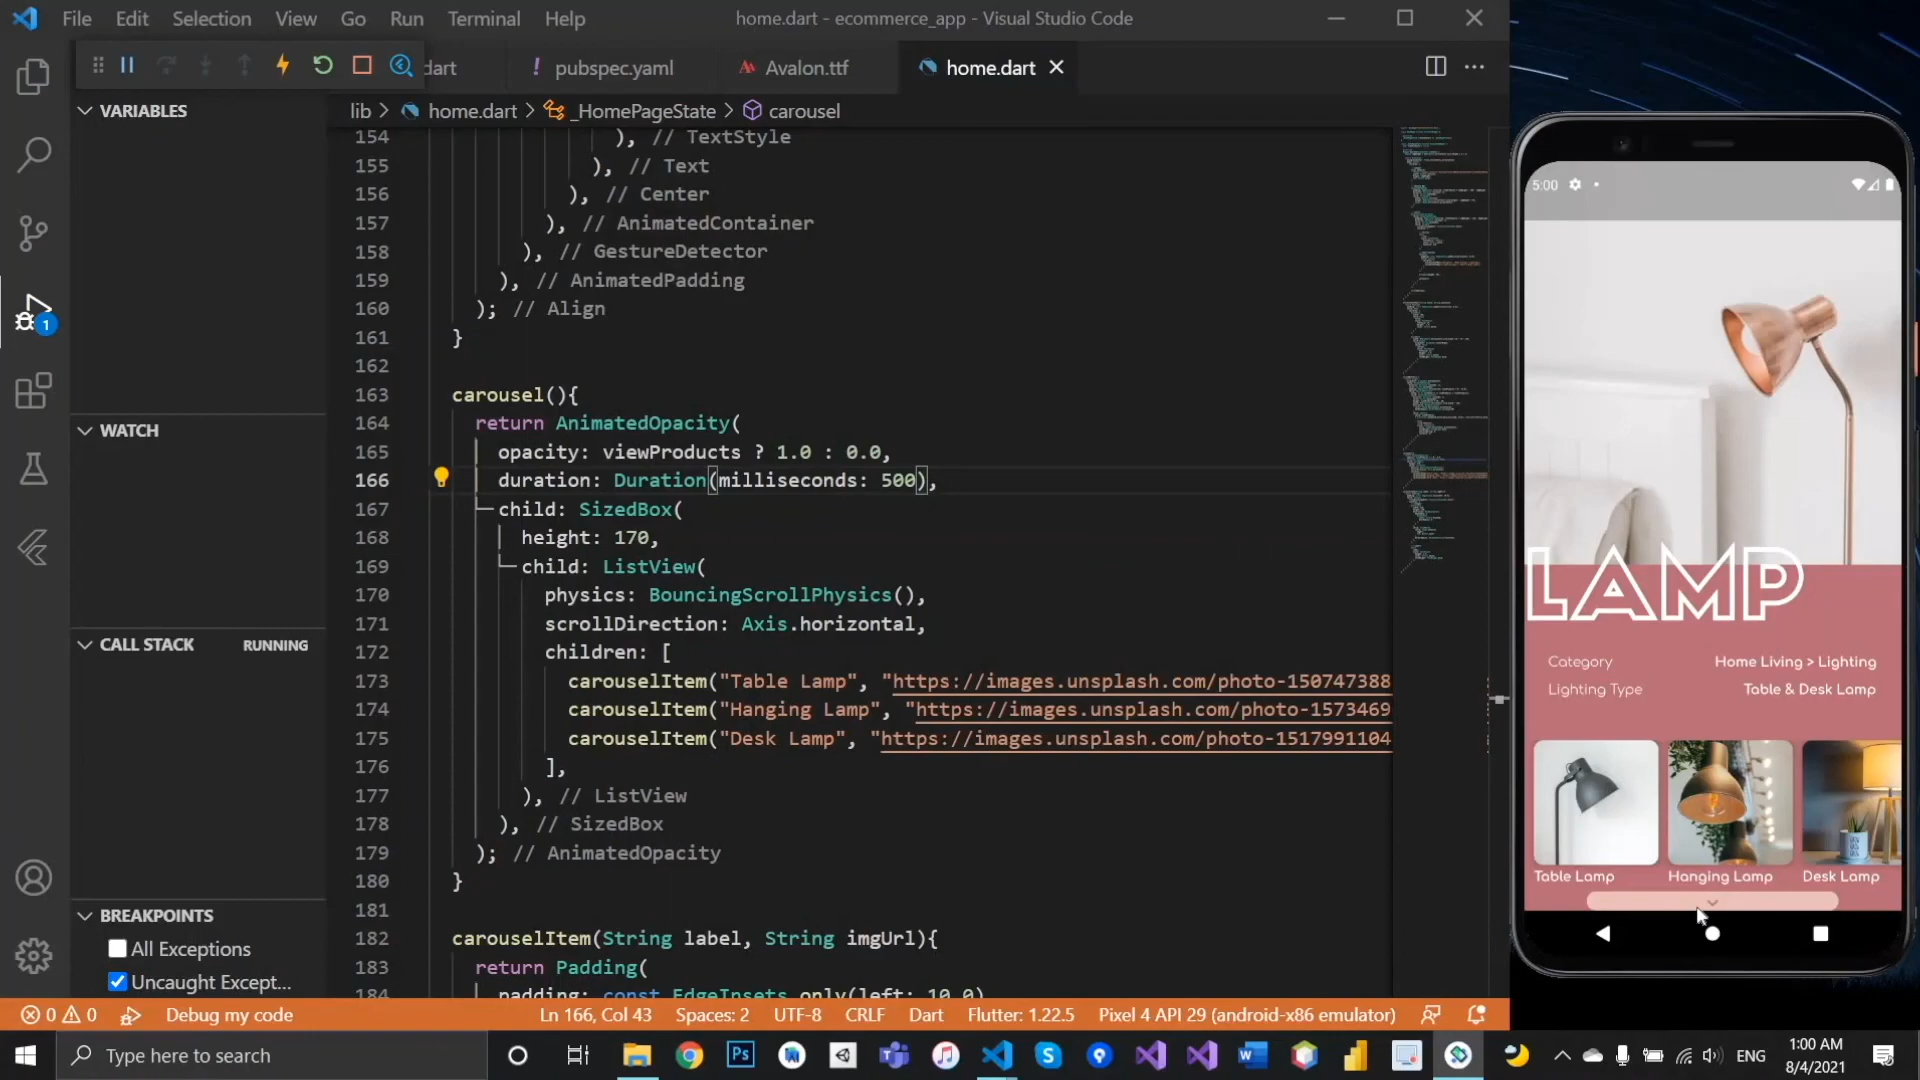 File Edit Selection View Go Run Terminal Help
home.dart - ecommerce_app - Visual Studio Code
dart
! pubspec.yaml
Avalon.ttf
home.dart
VARIABLES
WATCH
CALL STACK RUNNING
BREAKPOINTS
All Exceptions
Uncaught Except...
1
lib > home.dart > _HomePageState > carousel
154 ), // TextStyle
155 ), // Text
156 ), // Center
157 ), // AnimatedContainer
158 ), // GestureDetector
159 ), // AnimatedPadding
160 ); // Align
161 }
162
163 carousel(){
164 return AnimatedOpacity(
165 opacity: viewProducts ? 1.0 : 0.0,
166 duration: Duration(milliseconds: 500),
167 child: SizedBox(
168 height: 170,
169 child: ListView(
170 physics: BouncingScrollPhysics(),
171 scrollDirection: Axis.horizontal,
172 children: [
173 carouselItem("Table Lamp", "https://images.unsplash.com/photo-150747388
174 carouselItem("Hanging Lamp", "https://images.unsplash.com/photo-1573469
175 carouselItem("Desk Lamp", "https://images.unsplash.com/photo-1517991104
176 ],
177 ), // ListView
178 ), // SizedBox
179 ); // AnimatedOpacity
180 }
181
182 carouselItem(String label, String imgUrl){
183 return Padding(
184 padding: const EdgeInsets.only(left: 10.0)
5:00
LAMP
Category Home Living > Lighting
Lighting Type Table & Desk Lamp
Table Lamp Hanging Lamp Desk Lamp
0 0 Debug my code Ln 166, Col 43 Spaces: 2 UTF-8 CRLF Dart Flutter: 1.22.5 Pixel 4 API 29 (android-x86 emulator)
Type here to search
Ps
ENG
1:00 AM
8/4/2021